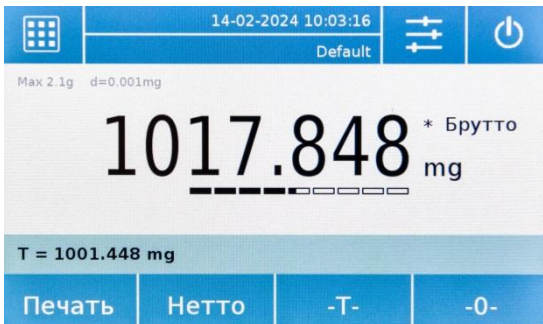 14-02-2024 10:03:16
Default
Max 2.1g d=0.001mg
1017.848 * Брутто
mg
T = 1001.448 mg
Печать Нетто -T- -0-